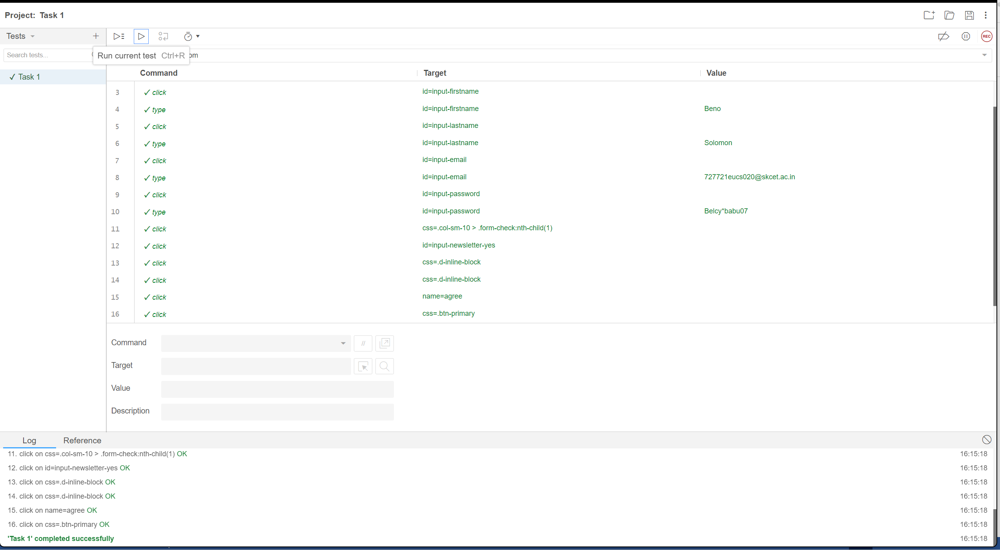 Project: Task 1
Tests
REC
Search tests...
Run current test Ctrl+R
om
✓ Task 1
Command Target Value
3 ✓ click id=input-firstname
4 ✓ type id=input-firstname Beno
5 ✓ click id=input-lastname
6 ✓ type id=input-lastname Solomon
7 ✓ click id=input-email
8 ✓ type id=input-email 727721eucs020@skcet.ac.in
9 ✓ click id=input-password
10 ✓ type id=input-password Belcy*babu07
11 ✓ click css=.col-sm-10 > .form-check:nth-child(1)
12 ✓ click id=input-newsletter-yes
13 ✓ click css=.d-inline-block
14 ✓ click css=.d-inline-block
15 ✓ click name=agree
16 ✓ click css=.btn-primary
Command //
Target
Value
Description
Log Reference
11. click on css=.col-sm-10 > .form-check:nth-child(1) OK 16:15:18
12. click on id=input-newsletter-yes OK 16:15:18
13. click on css=.d-inline-block OK 16:15:18
14. click on css=.d-inline-block OK 16:15:18
15. click on name=agree OK 16:15:18
16. click on css=.btn-primary OK 16:15:18
'Task 1' completed successfully 16:15:18